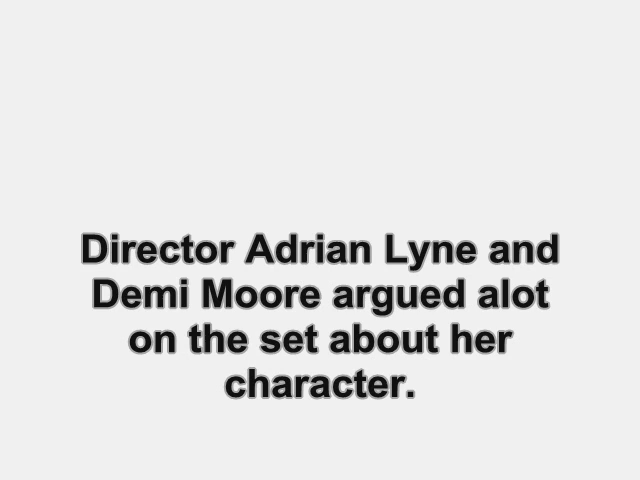 Director Adrian Lyne and
Demi Moore argued alot
on the set about her
character.